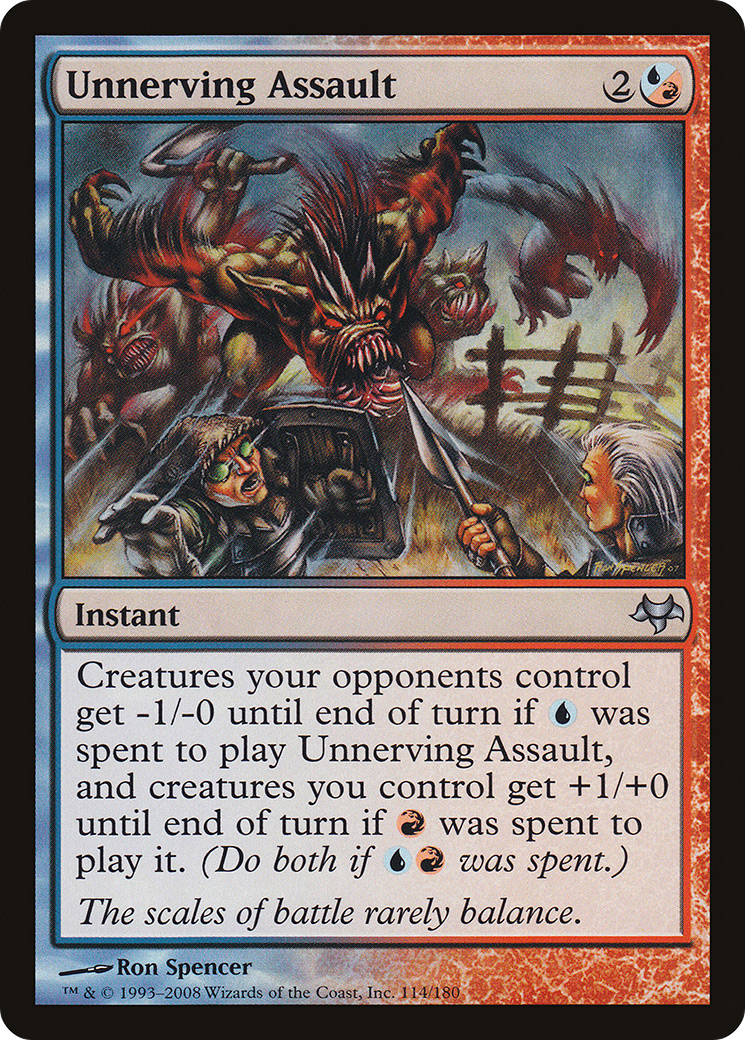 Unnerving Assault 2
RON SPENCER 07
Instant
Creatures your opponents control
get -1/-0 until end of turn if was
spent to play Unnerving Assault,
and creatures you control get +1/+0
until end of turn if was spent to
play it. (Do both if was spent.)
The scales of battle rarely balance.
Ron Spencer
™ & © 1993–2008 Wizards of the Coast, Inc. 114/180